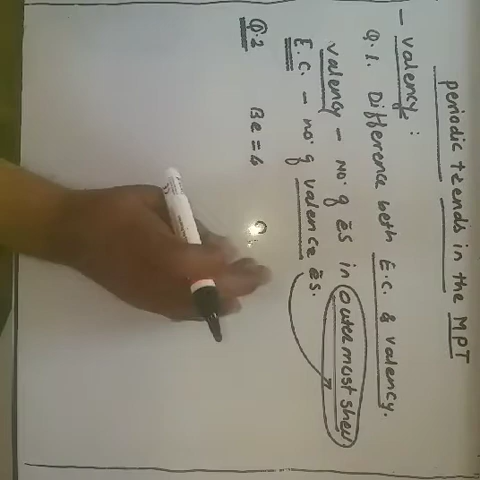 periodic trends in the MPT
- valency:
Q.1. Difference beth E.C. & valency.
valency - no. of ēs in outermost shell
E.C. - no. of valence ēs.
Q.2 Be = 4